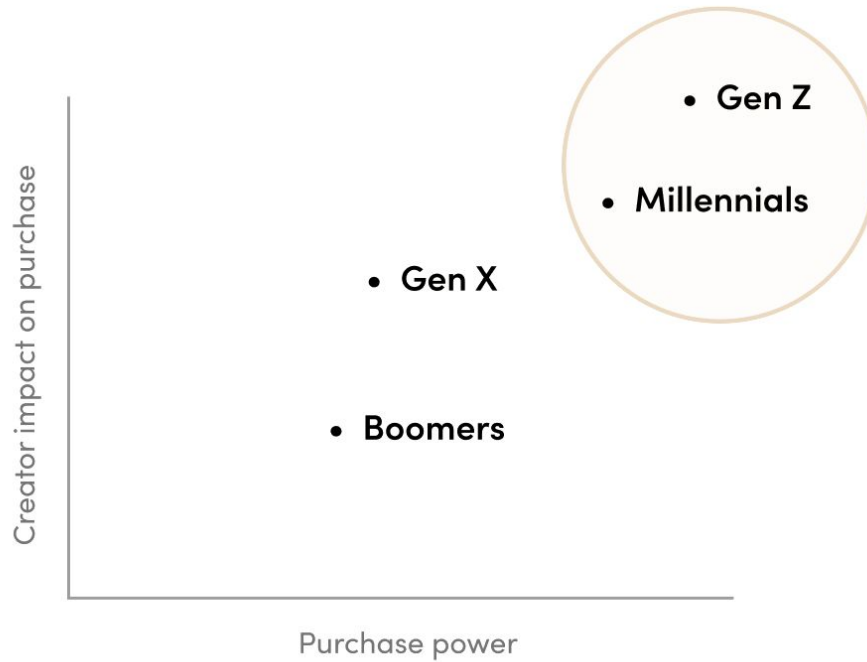 Gen Z
Millennials
Gen X
Boomers
Creator impact on purchase
Purchase power